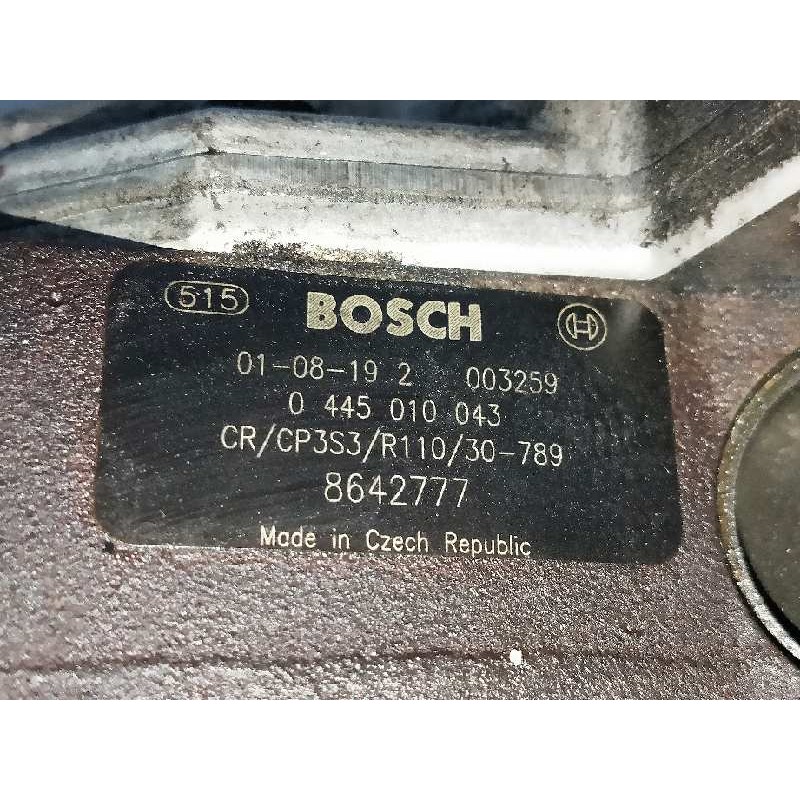 515 BOSCH
01-08-19 2 003259
0 445 010 043
CR/CP3S3/R110/30-789
8642777
Made in Czech Republic